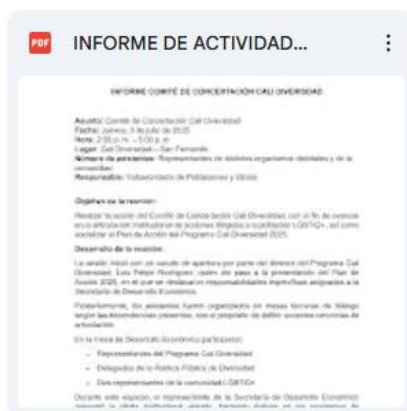 PDF INFORME DE ACTIVIDAD...
INFORME COMITÉ DE CONCERTACIÓN CALI DIVERSIDAD
Asunto: Comité de Concertación Cali Diversidad
Fecha: Jueves, 3 de julio de 2025
Hora: 2:00 p.m. – 5:00 p.m.
Lugar: Cali Diversidad – San Fernando
Número de asistentes: Representantes de distintos organismos distritales y de la
comunidad
Responsable: Subsecretaría de Poblaciones y Etnias
Objetivo de la reunión:
Realizar la sesión del Comité de Concertación Cali Diversidad, con el fin de avanzar
en la articulación institucional de acciones dirigidas a la población LGBTIQ+, así como
socializar el Plan de Acción del Programa Cali Diversidad 2025.
Desarrollo de la reunión:
La sesión inició con un saludo de apertura por parte del director del Programa Cali
Diversidad, Luis Felipe Rodríguez, quien dio paso a la presentación del Plan de
Acción 2025, en el que se destacaron responsabilidades específicas asignadas a la
Secretaría de Desarrollo Económico.
Posteriormente, los asistentes fueron organizados en mesas técnicas de diálogo
según las dependencias presentes, con el propósito de definir acciones concretas de
articulación.
En la mesa de Desarrollo Económico participaron:
- Representantes del Programa Cali Diversidad
- Delegados de la Política Pública de Diversidad
- Dos representantes de la comunidad LGBTIQ+
Durante este espacio, el representante de la Secretaría de Desarrollo Económico